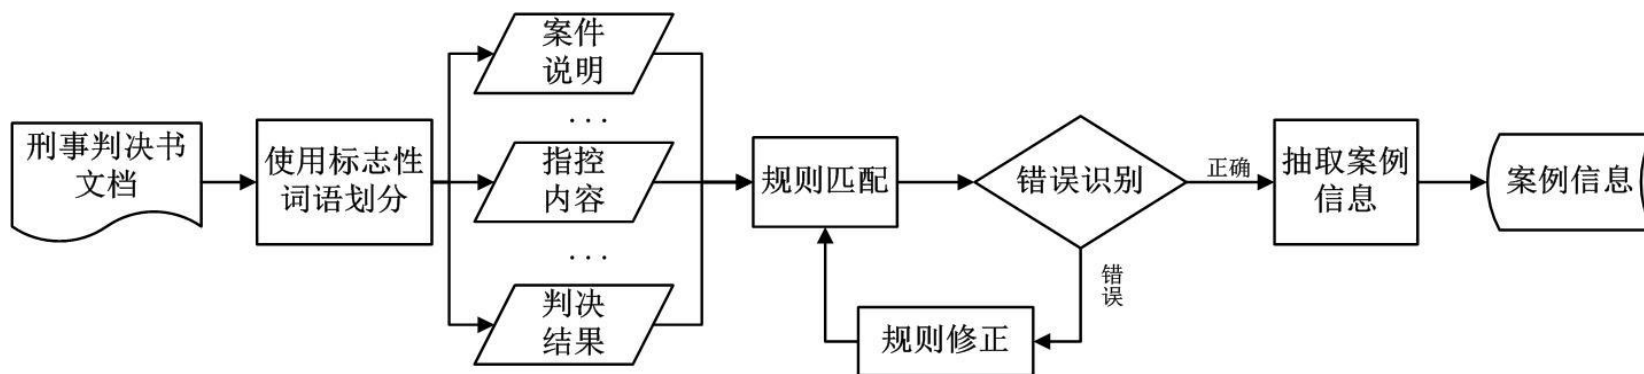 刑事判决书
文档
使用标志性
词语划分
案件
说明
...
指控
内容
...
判决
结果
规则匹配
错误识别
正确
错
误
规则修正
抽取案例
信息
案例信息